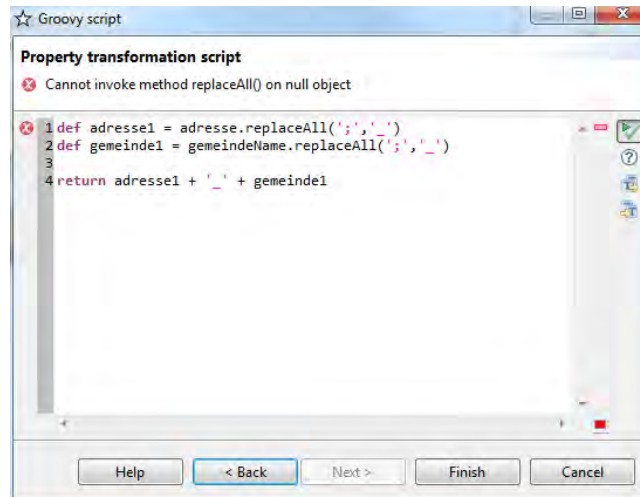 Groovy script
Property transformation script
Cannot invoke method replaceAll() on null object
1 def adresse1 = adresse.replaceAll(';','_')
2 def gemeinde1 = gemeindeName.replaceAll(';','_')
3
4 return adresse1 + '_' + gemeinde1
Help < Back Next > Finish Cancel